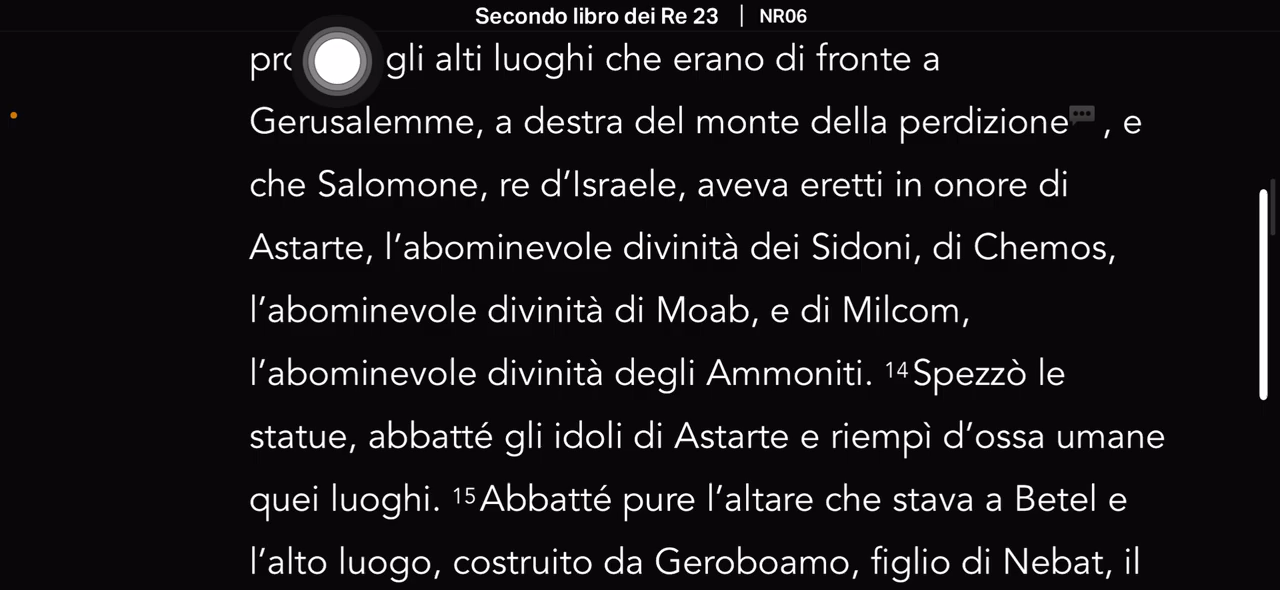 Secondo libro dei Re 23 | NR06
gli alti luoghi che erano di fronte a
Gerusalemme, a destra del monte della perdizione , e
che Salomone, re d’Israele, aveva eretti in onore di
Astarte, l’abominevole divinità dei Sidoni, di Chemos,
l’abominevole divinità di Moab, e di Milcom,
l’abominevole divinità degli Ammoniti. 14 Spezzò le
statue, abbatté gli idoli di Astarte e riempì d’ossa umane
quei luoghi. 15 Abbatté pure l’altare che stava a Betel e
l’alto luogo, costruito da Geroboamo, figlio di Nebat, il